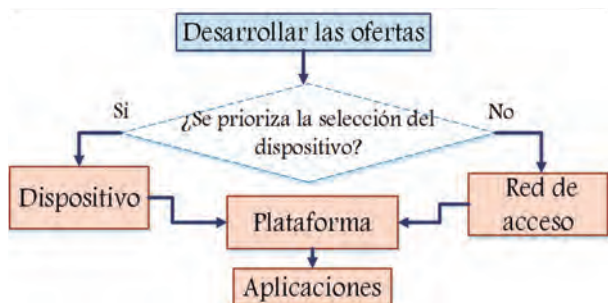 Desarrollar las ofertas
¿Se prioriza la selección del
dispositivo?
Si
No
Dispositivo
Red de
acceso
Plataforma
Aplicaciones